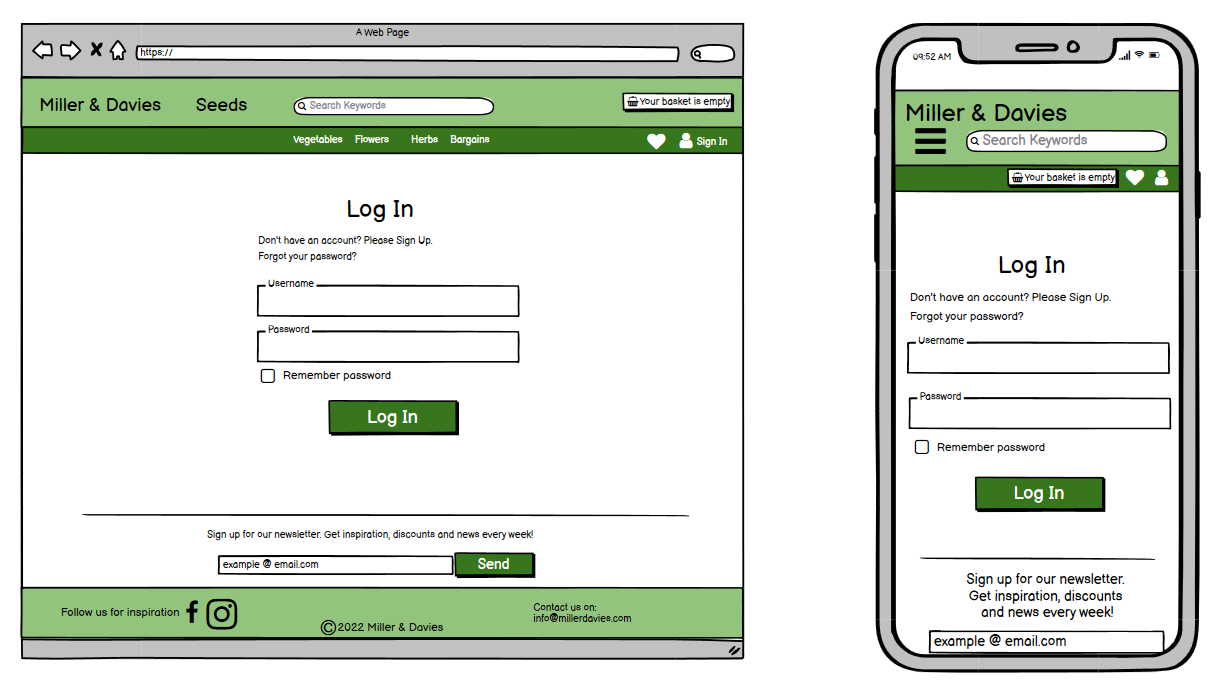 A Web Page
https://
Miller & Davies Seeds Search Keywords Your basket is empty
Vegetables Flowers Herbs Bargains Sign In
Log In
Don't have an account? Please Sign Up.
Forgot your password?
Username
Password
Remember password
Log In
Sign up for our newsletter. Get inspiration, discounts and news every week!
example @ email.com Send
Follow us for inspiration
©2022 Miller & Davies
Contact us on:
info@millerdavies.com
09:52 AM
Miller & Davies
Search Keywords
Your basket is empty
Log In
Don't have an account? Please Sign Up.
Forgot your password?
Username
Password
Remember password
Log In
Sign up for our newsletter.
Get inspiration, discounts
and news every week!
example @ email.com